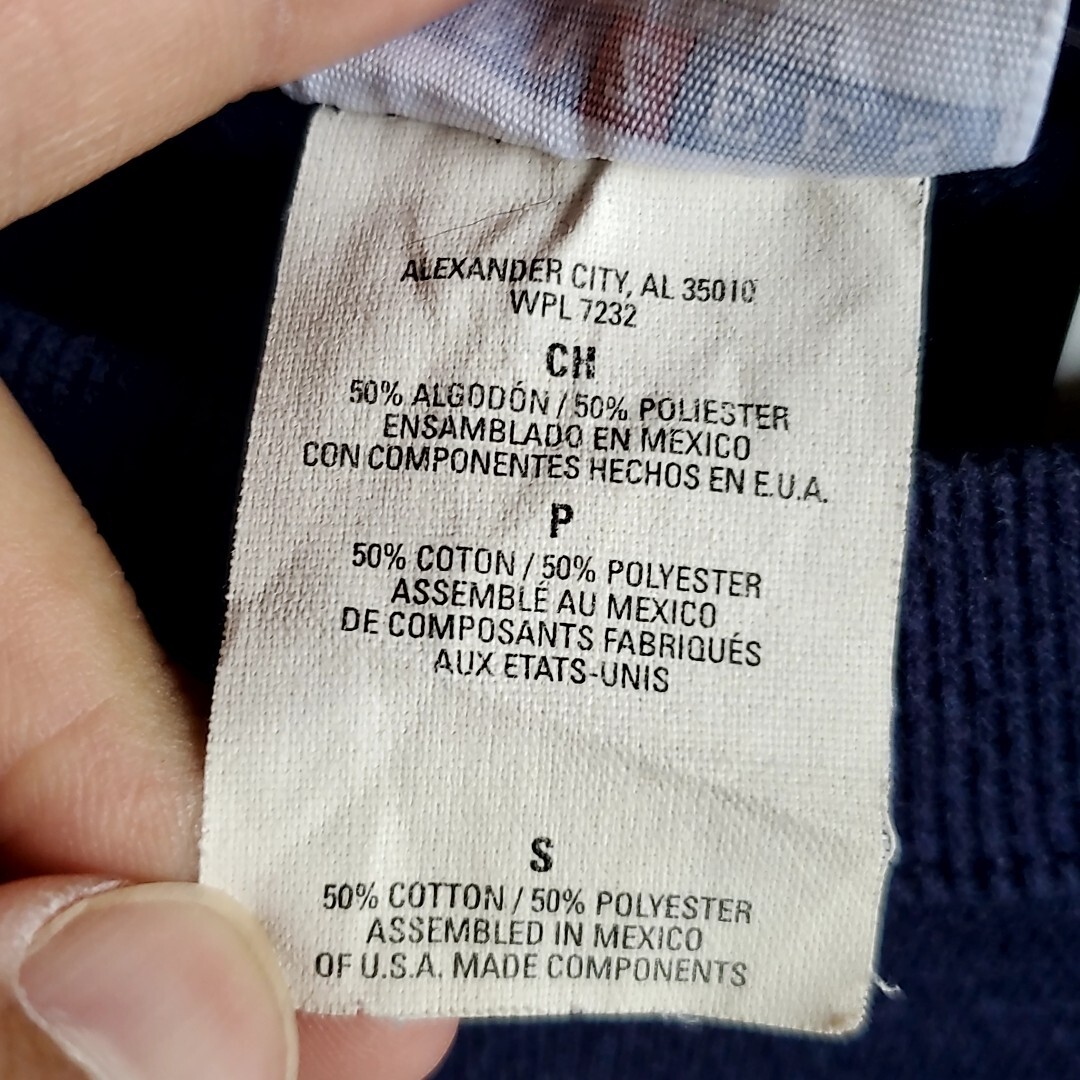 ALEXANDER CITY, AL 35010
WPL 7232
CH
50% ALGODÓN / 50% POLIESTER
ENSAMBLADO EN MEXICO
CON COMPONENTES HECHOS EN E.U.A.
P
50% COTON / 50% POLYESTER
ASSEMBLÉ AU MEXICO
DE COMPOSANTS FABRIQUÉS
AUX ETATS-UNIS
S
50% COTTON / 50% POLYESTER
ASSEMBLED IN MEXICO
OF U.S.A. MADE COMPONENTS